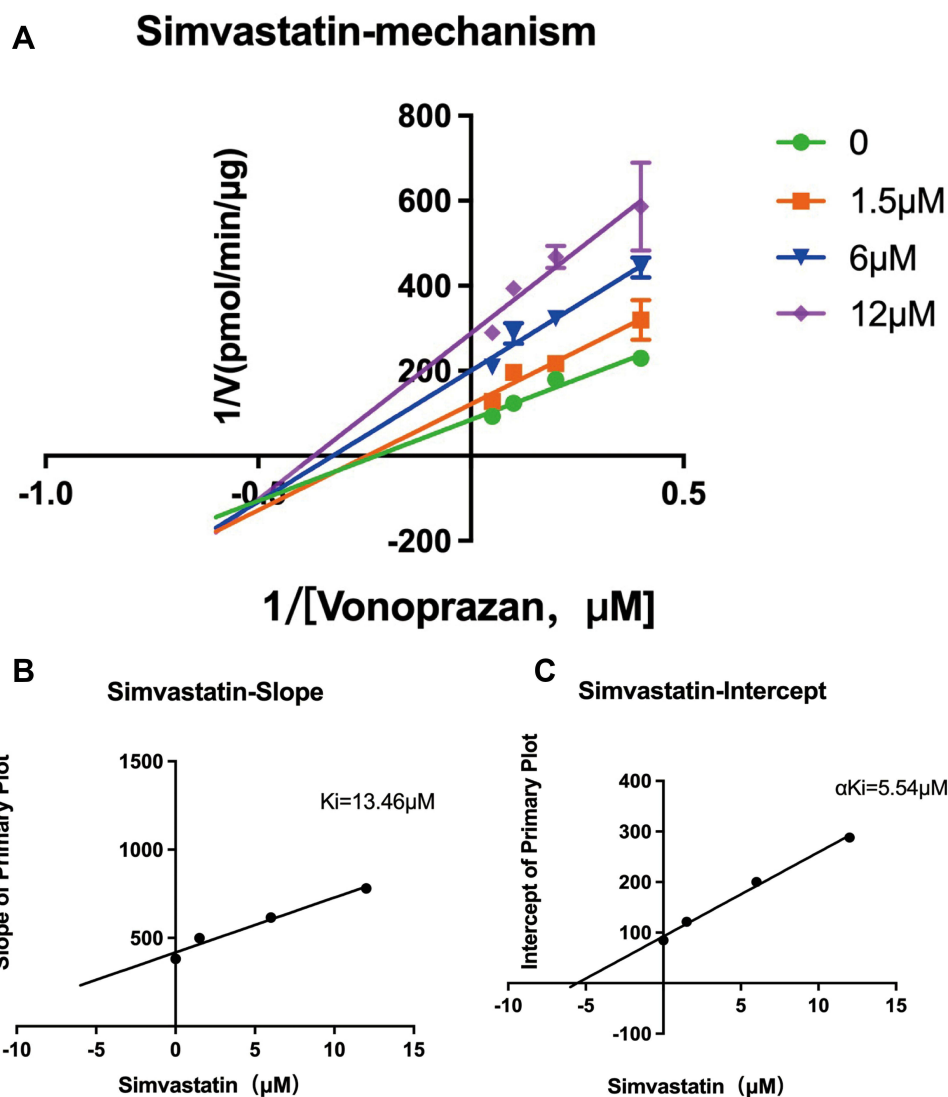 A
Simvastatin-mechanism
1/V(pmol/min/μg)
800
600
400
200
-200
-1.0
-0.5
0.5
0
1.5μM
6μM
12μM
1/[Vonoprazan, μM]
B
Simvastatin-Slope
Slope of Primary Plot
1500
1000
500
Ki=13.46μM
-10
-5
0
5
10
15
Simvastatin (μM)
C
Simvastatin-Intercept
Intercept of Primary Plot
400
300
200
100
-100
αKi=5.54μM
-10
-5
5
10
15
Simvastatin (μM)